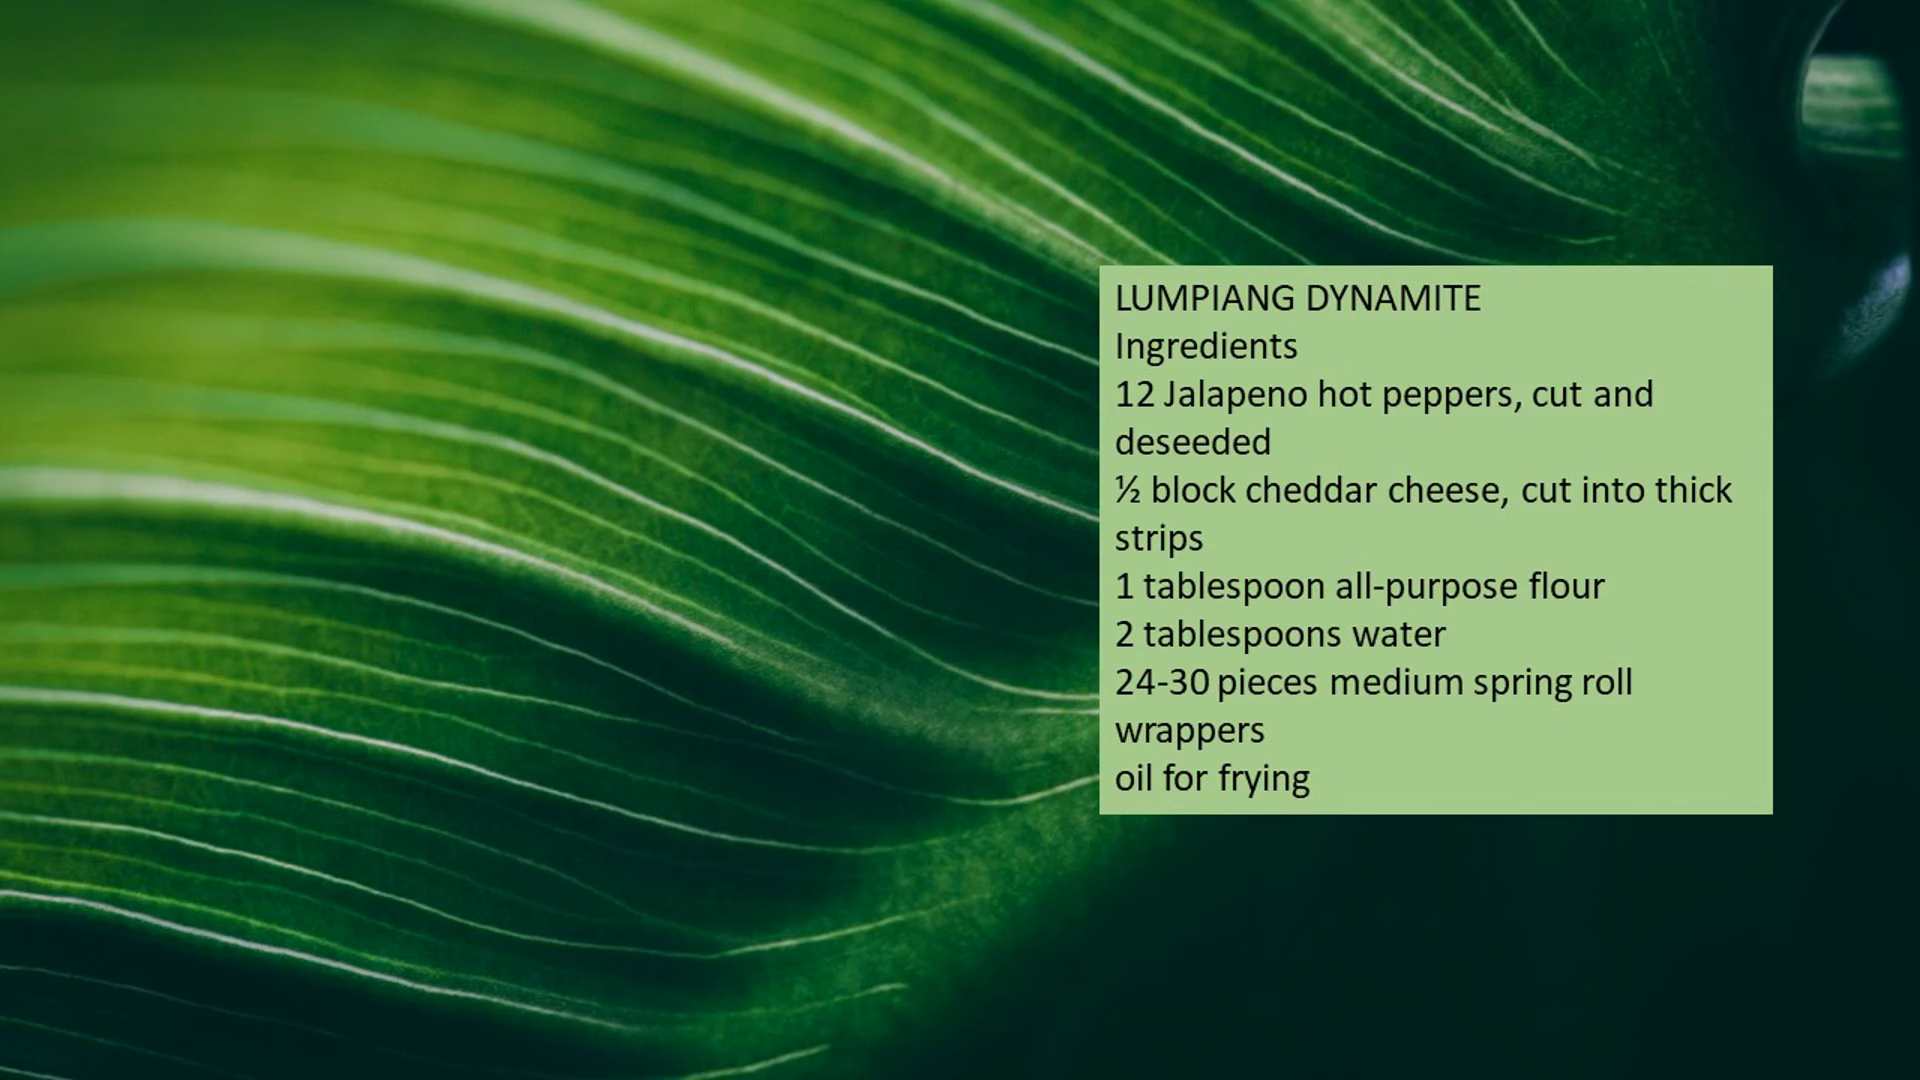 LUMPIANG DYNAMITE
Ingredients
12 Jalapeno hot peppers, cut and
deseeded
½ block cheddar cheese, cut into thick
strips
1 tablespoon all-purpose flour
2 tablespoons water
24-30 pieces medium spring roll
wrappers
oil for frying